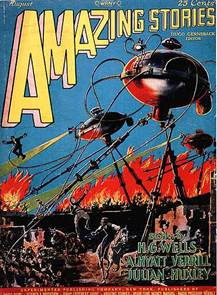 August
25 Cents
AMAZING STORIES
HUGO GERNSBACK
EDITOR
Stories by
H.G. WELLS
A. HYATT VERRILL
JULIAN HUXLEY
EXPERIMENTER PUBLISHING COMPANY, NEW YORK, PUBLISHERS OF